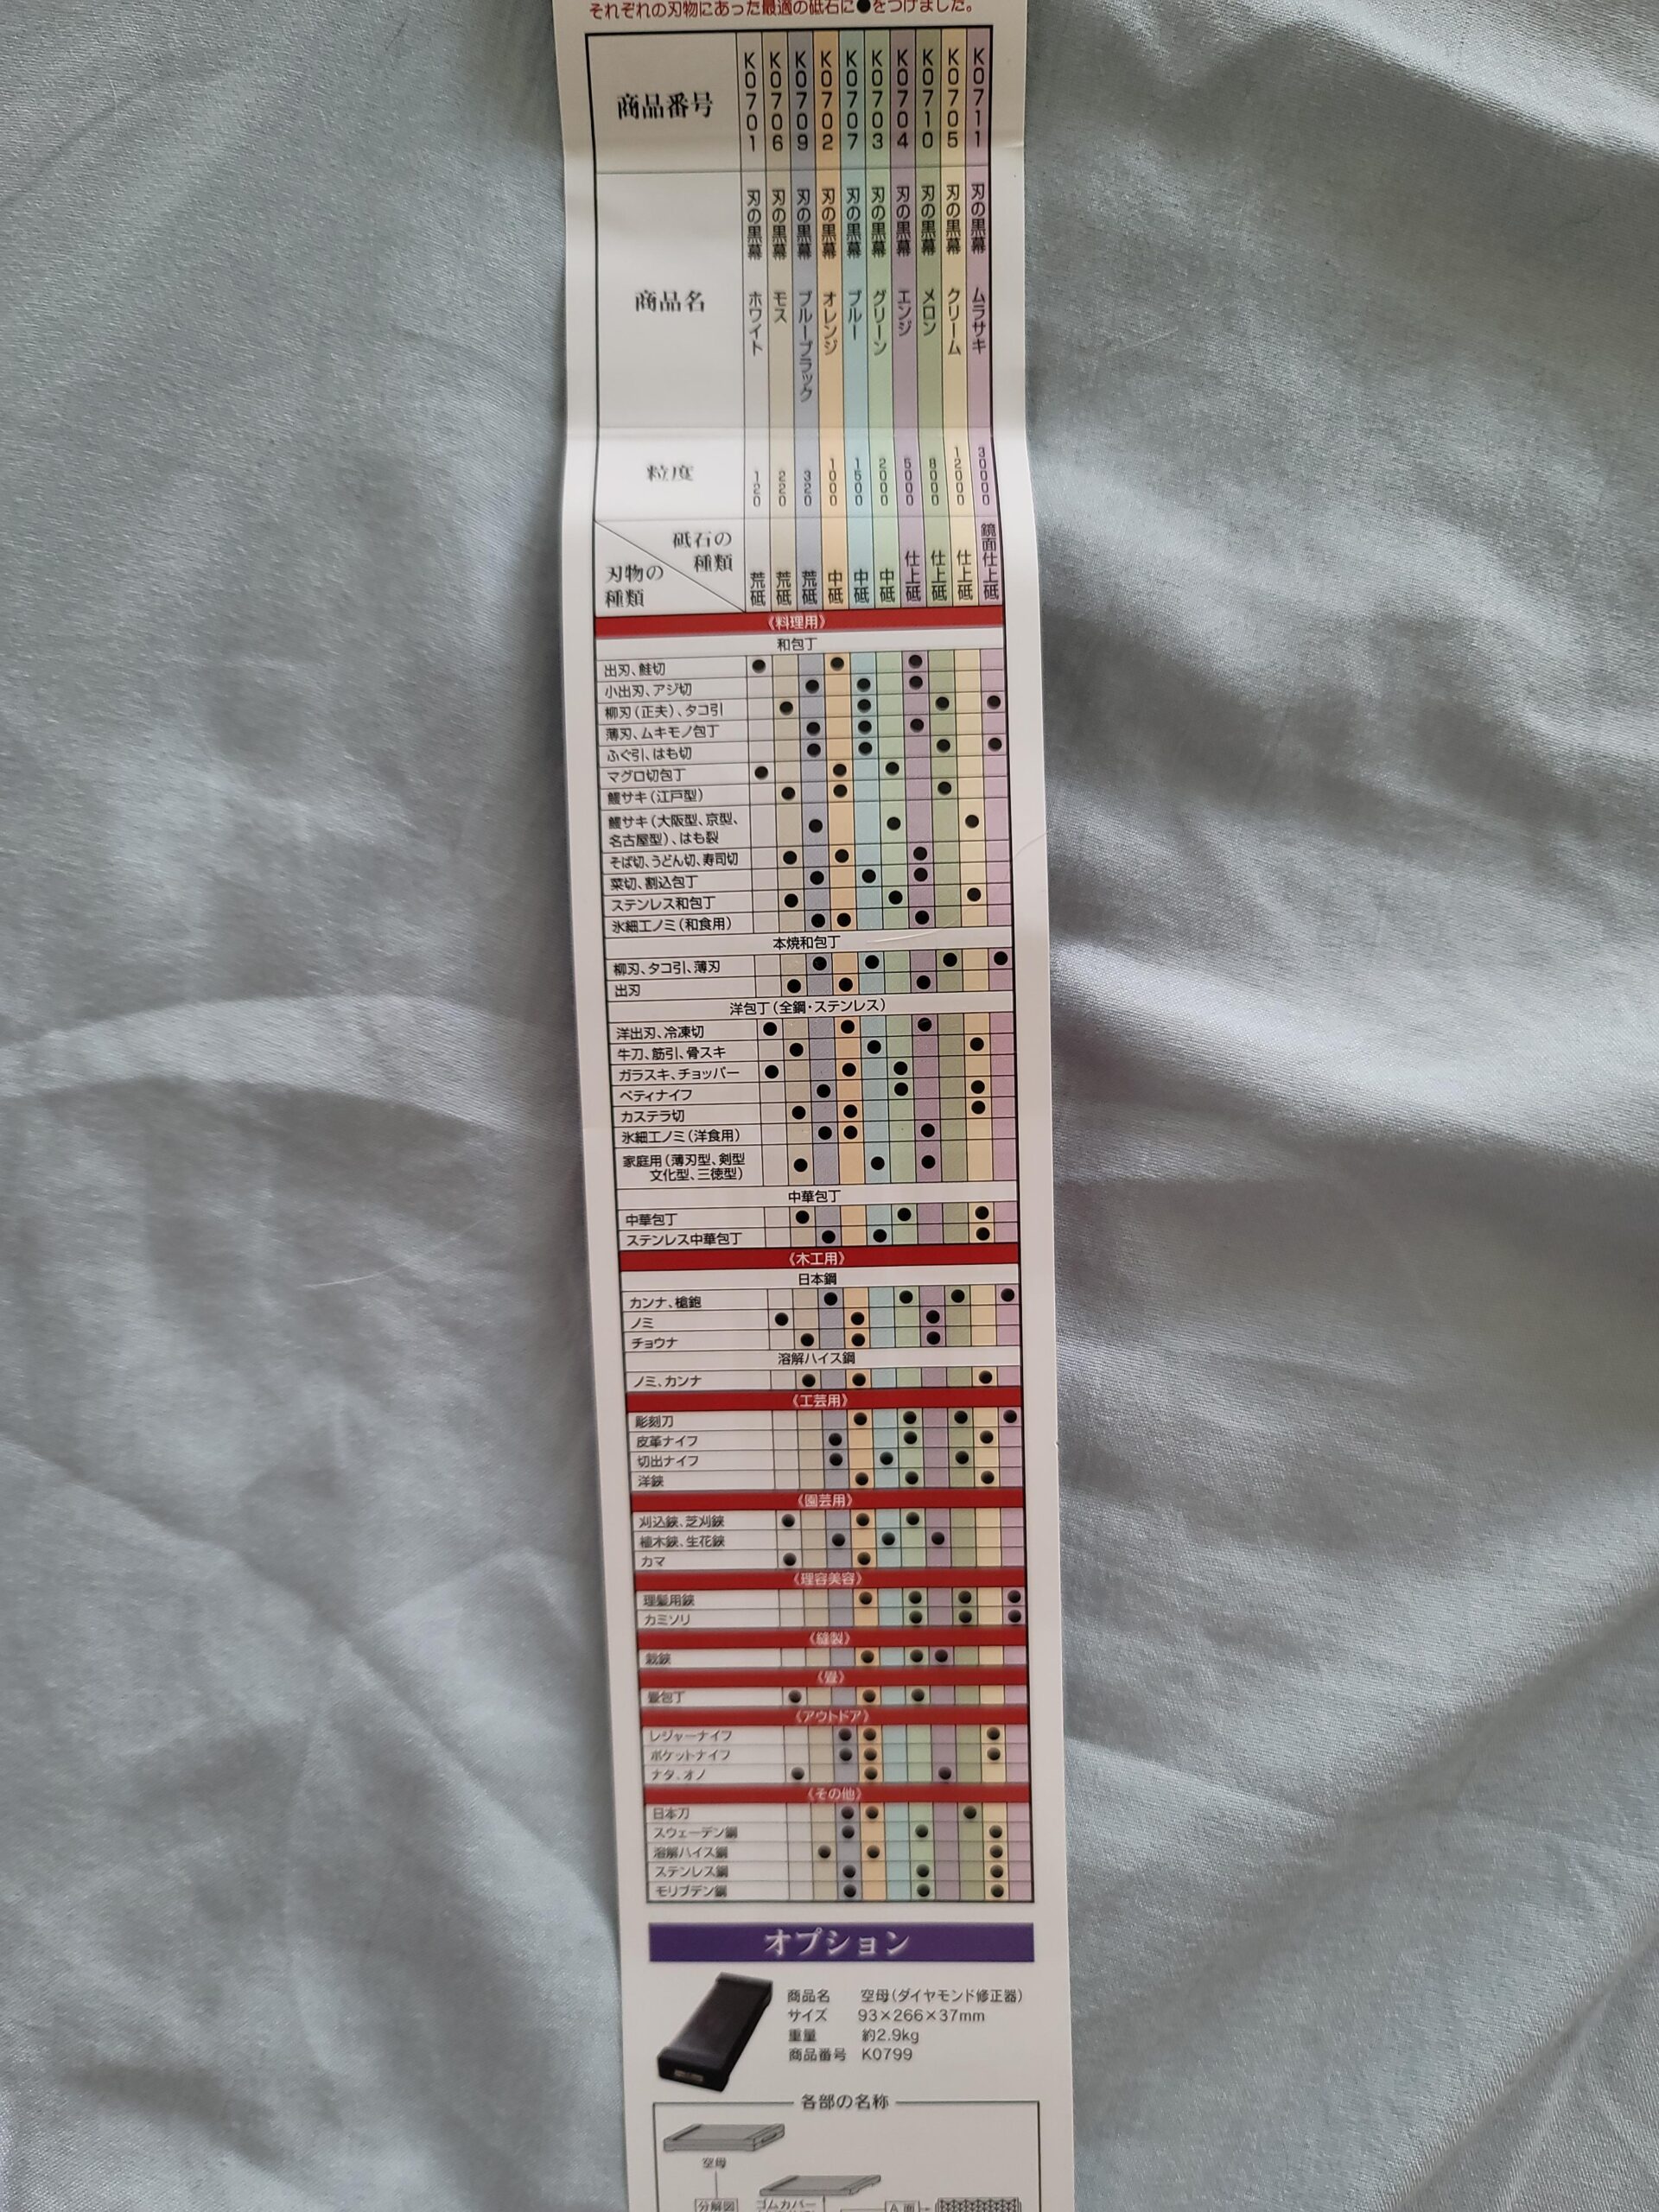 それぞれの刃物にあった最適の砥石に●をつけました。
商品番号 K0701 K0706 K0709 K0702 K0707 K0703 K0704 K0710 K0705 K0711
商品名 刃の黒幕 ホワイト 刃の黒幕 モス 刃の黒幕 ブルーブラック 刃の黒幕 オレンジ 刃の黒幕 ブルー 刃の黒幕 グリーン 刃の黒幕 エンジ 刃の黒幕 メロン 刃の黒幕 クリーム 刃の黒幕 ムラサキ
粒度 120 220 320 1000 1500 2000 5000 8000 12000 30000
砥石の種類 荒砥 荒砥 荒砥 中砥 中砥 中砥 仕上砥 仕上砥 仕上砥 鏡面仕上砥
刃物の種類
《料理用》
和包丁
出刃、鮭切 ● ● ●
小出刃、アジ切 ● ● ●
柳刃(正夫)、タコ引 ● ● ● ●
薄刃、ムキモノ包丁 ● ● ●
ふぐ引、はも切 ● ● ● ●
マグロ切包丁 ● ● ●
鰻サキ(江戸型) ● ● ●
鰻サキ(大阪型、京型、
名古屋型)、はも裂 ● ● ●
そば切、うどん切、寿司切 ● ● ●
菜切、割込包丁 ● ● ●
ステンレス和包丁 ● ● ●
氷細工ノミ(和食用) ● ● ●
本焼和包丁
柳刃、タコ引、薄刃 ● ● ● ●
出刃 ● ● ●
洋包丁(全鋼・ステンレス)
洋出刃、冷凍切 ● ● ●
牛刀、筋引、骨スキ ● ● ●
ガラスキ、チョッパー ● ● ●
ペティナイフ ● ● ●
カステラ切 ● ● ●
氷細工ノミ(洋食用) ● ● ●
家庭用(薄刃型、剣型
文化型、三徳型) ● ● ●
中華包丁
中華包丁 ● ● ●
ステンレス中華包丁 ● ● ●
《木工用》
日本鋼
カンナ、槍鉋 ● ● ● ●
ノミ ● ● ●
チョウナ ● ● ●
溶解ハイス鋼
ノミ、カンナ ● ● ●
《工芸用》
彫刻刀 ● ● ● ●
皮革ナイフ ● ● ●
切出ナイフ ● ● ●
洋鋏 ● ● ●
《園芸用》
刈込鋏、芝刈鋏 ● ● ●
植木鋏、生花鋏 ● ● ●
カマ ● ●
《理容美容》
理髪用鋏 ● ● ● ●
カミソリ ● ● ●
《縫製》
裁鋏 ● ● ●
《畳》
畳包丁 ● ● ●
《アウトドア》
レジャーナイフ ● ● ●
ポケットナイフ ● ● ●
ナタ、オノ ● ● ●
《その他》
日本刀 ● ● ●
スウェーデン鋼 ● ● ●
溶解ハイス鋼 ● ● ●
ステンレス鋼 ● ● ●
モリブデン鋼 ● ● ●
オプション
商品名 空母(ダイヤモンド修正器)
サイズ 93×266×37mm
重量 約2.9kg
商品番号 K0799
各部の名称
空母
分解図
ゴムカバー
A面